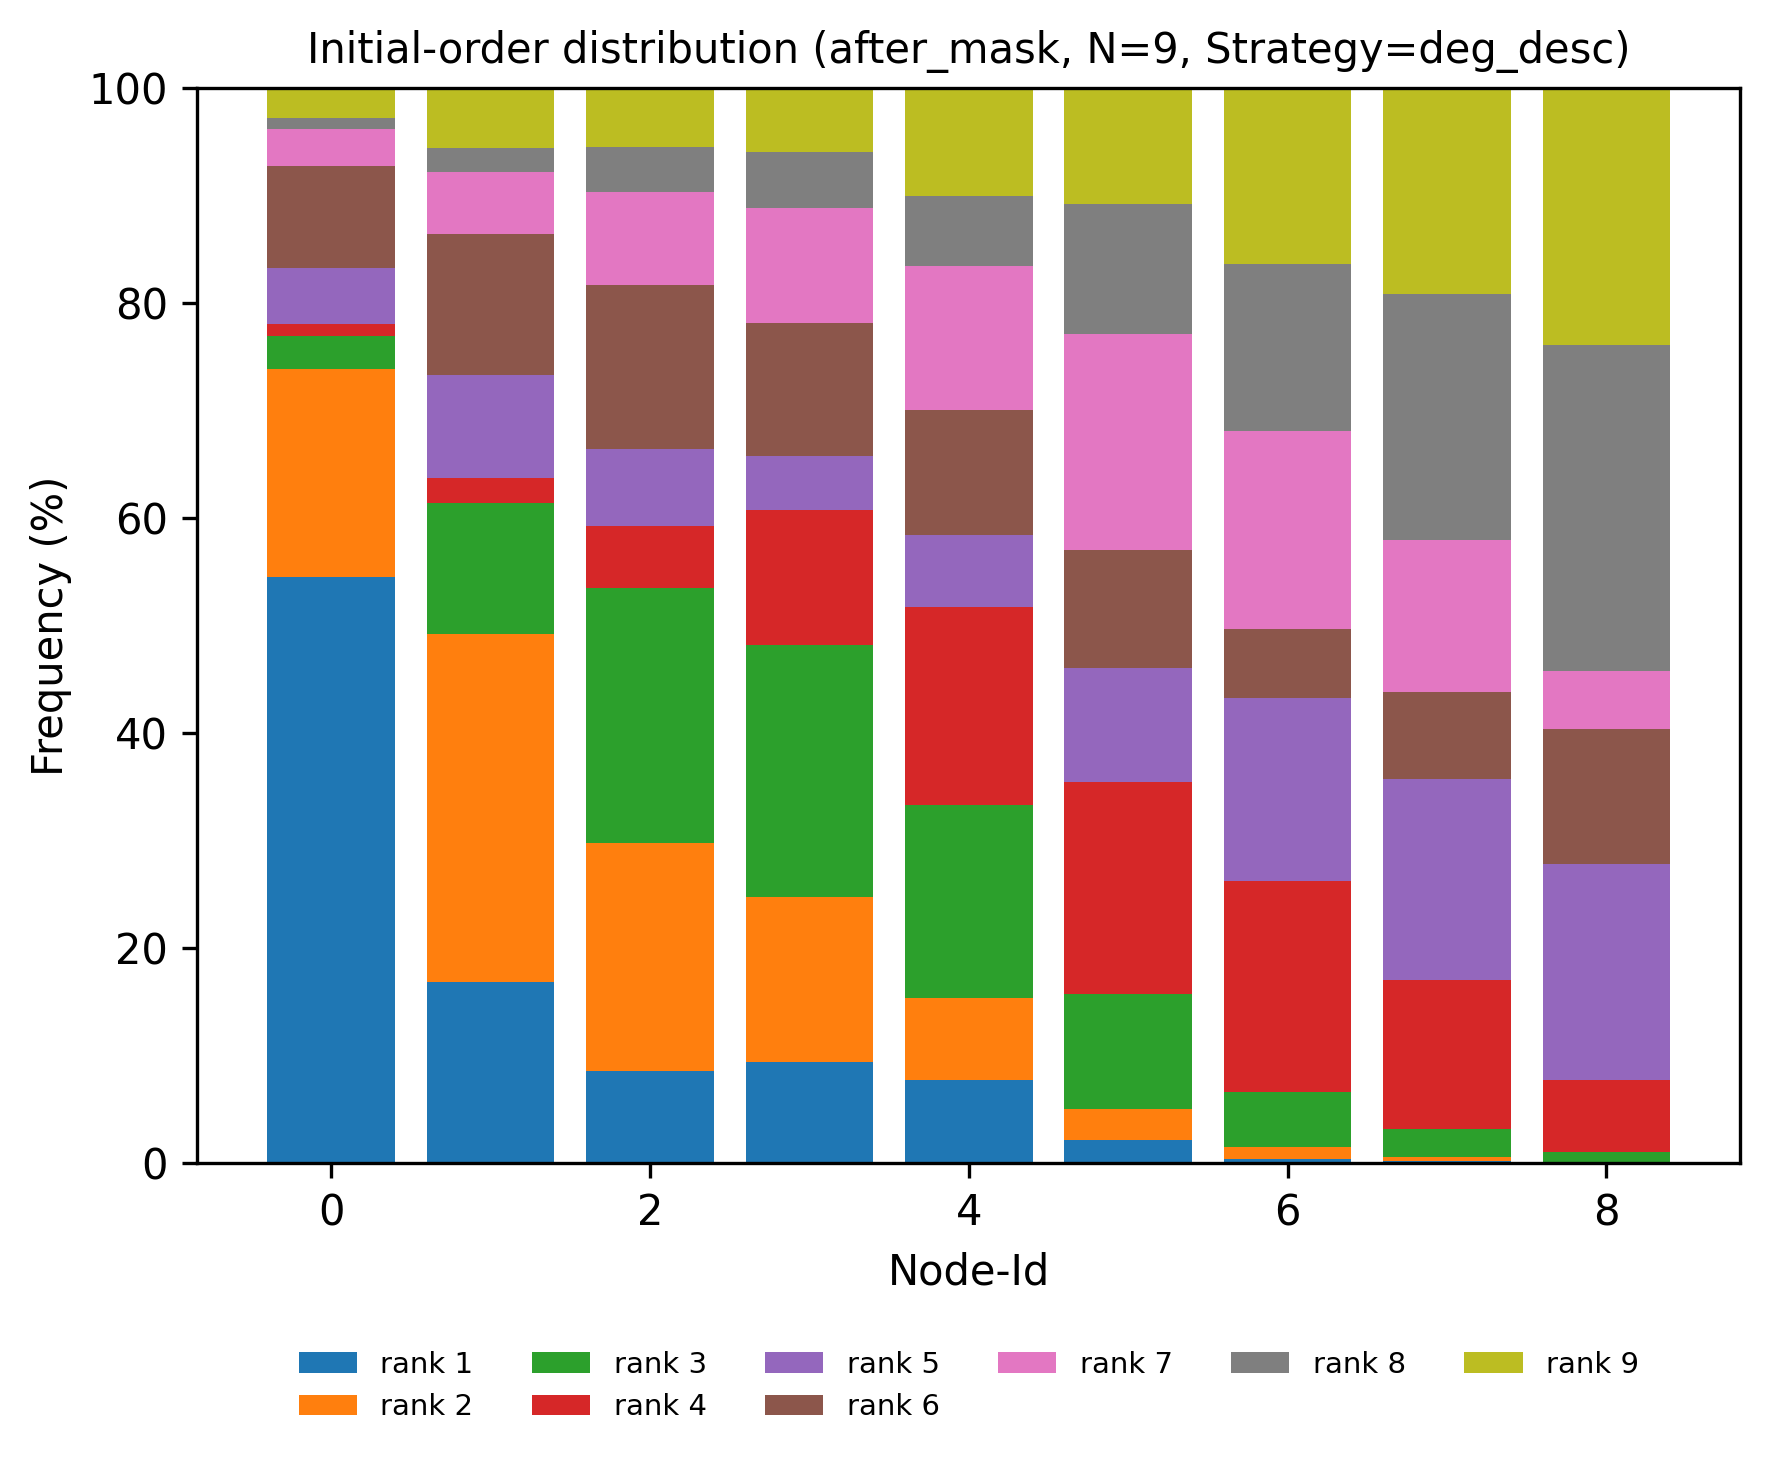 Initial-order distribution (after_mask, N=9, Strategy=deg_desc)
100
80
60
40
20
0
Frequency (%)
0 2 4 6 8
Node-Id
rank 1 rank 3 rank 5 rank 7 rank 8 rank 9
rank 2 rank 4 rank 6